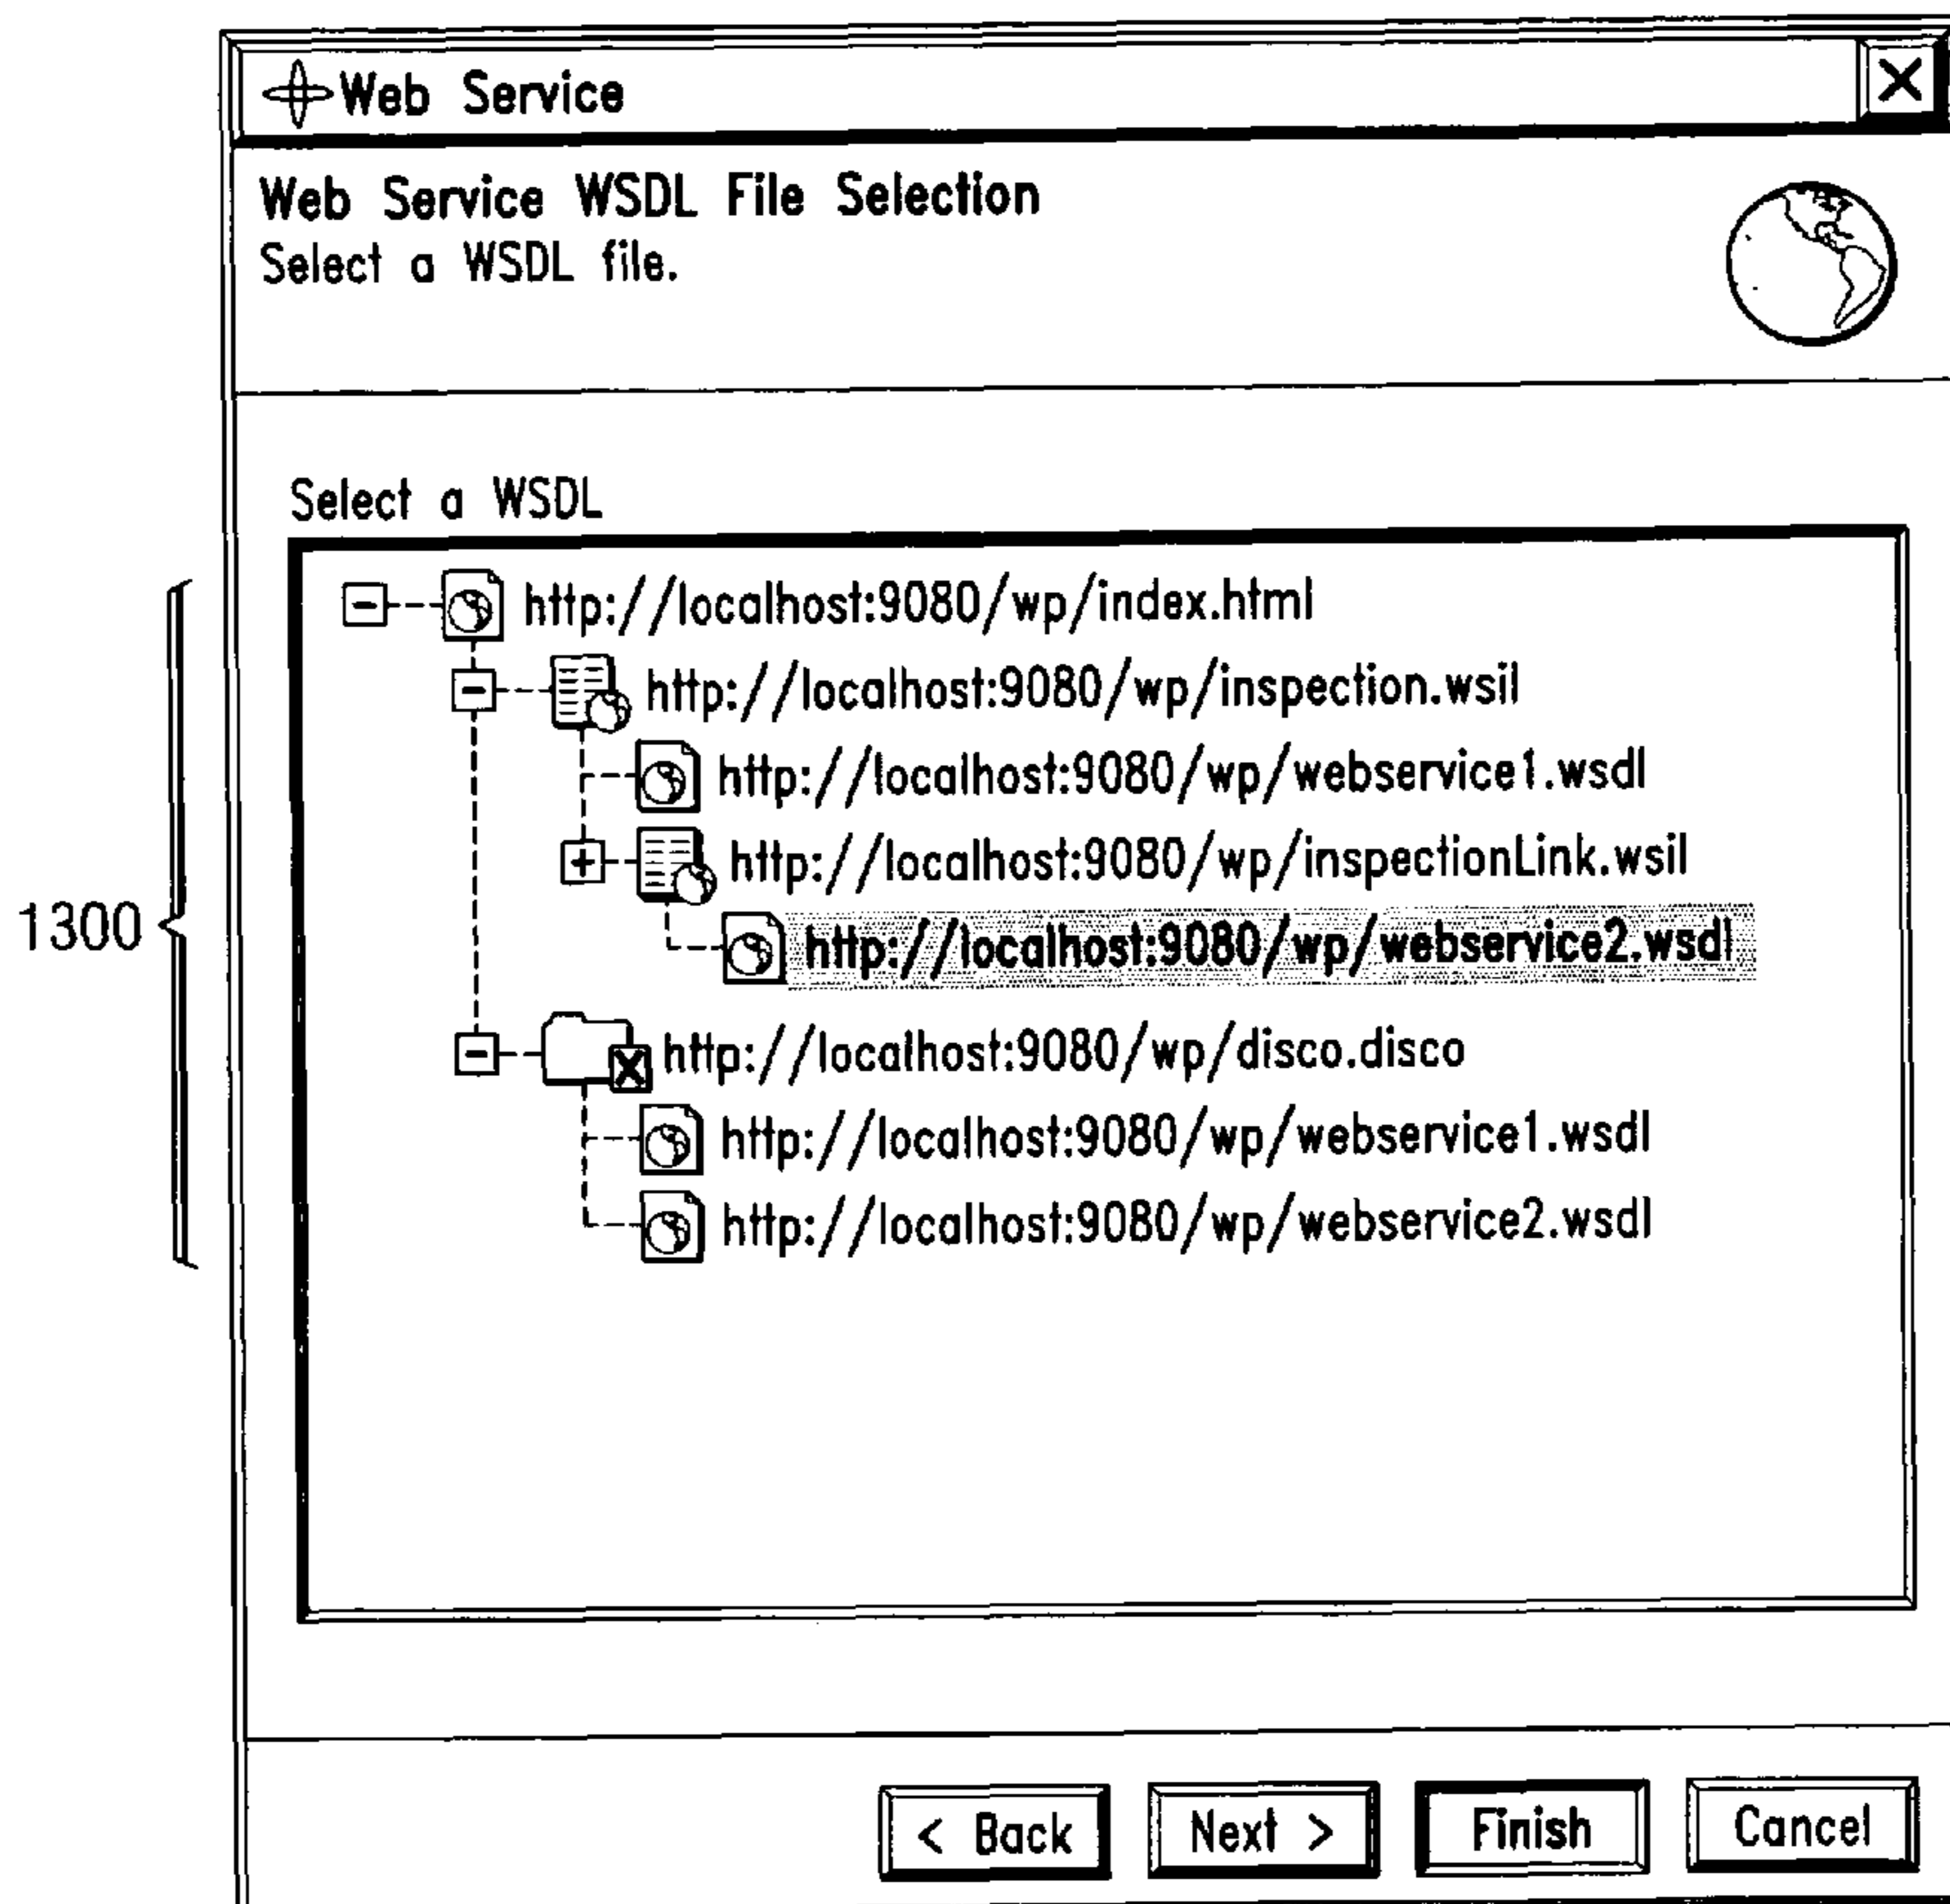 Web Service
Web Service WSDL File Selection
Select a WSDL file.
Select a WSDL
http://localhost:9080/wp/index.html
http://localhost:9080/wp/inspection.wsil
http://localhost:9080/wp/webservice1.wsdl
http://localhost:9080/wp/inspectionLink.wsil
1300
http://localhost:9080/wp/webservice2.wsdl
http://localhost:9080/wp/disco.disco
http://localhost:9080/wp/webservice1.wsdl
http://localhost:9080/wp/webservice2.wsdl
< Back Next > Finish Cancel